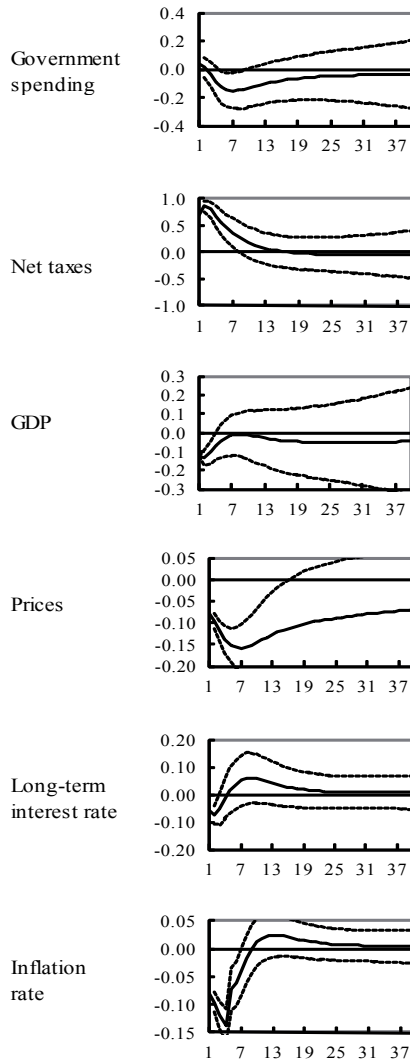 Government
spending
0.4
0.2
0.0
-0.2
-0.4
1 7 13 19 25 31 37
Net taxes
1.0
0.5
0.0
-0.5
-1.0
1 7 13 19 25 31 37
GDP
0.3
0.2
0.1
0.0
-0.1
-0.2
-0.3
1 7 13 19 25 31 37
Prices
0.05
0.00
-0.05
-0.10
-0.15
-0.20
1 7 13 19 25 31 37
Long-term
interest rate
0.20
0.10
0.00
-0.10
-0.20
1 7 13 19 25 31 37
Inflation
rate
0.05
0.00
-0.05
-0.10
-0.15
1 7 13 19 25 31 37